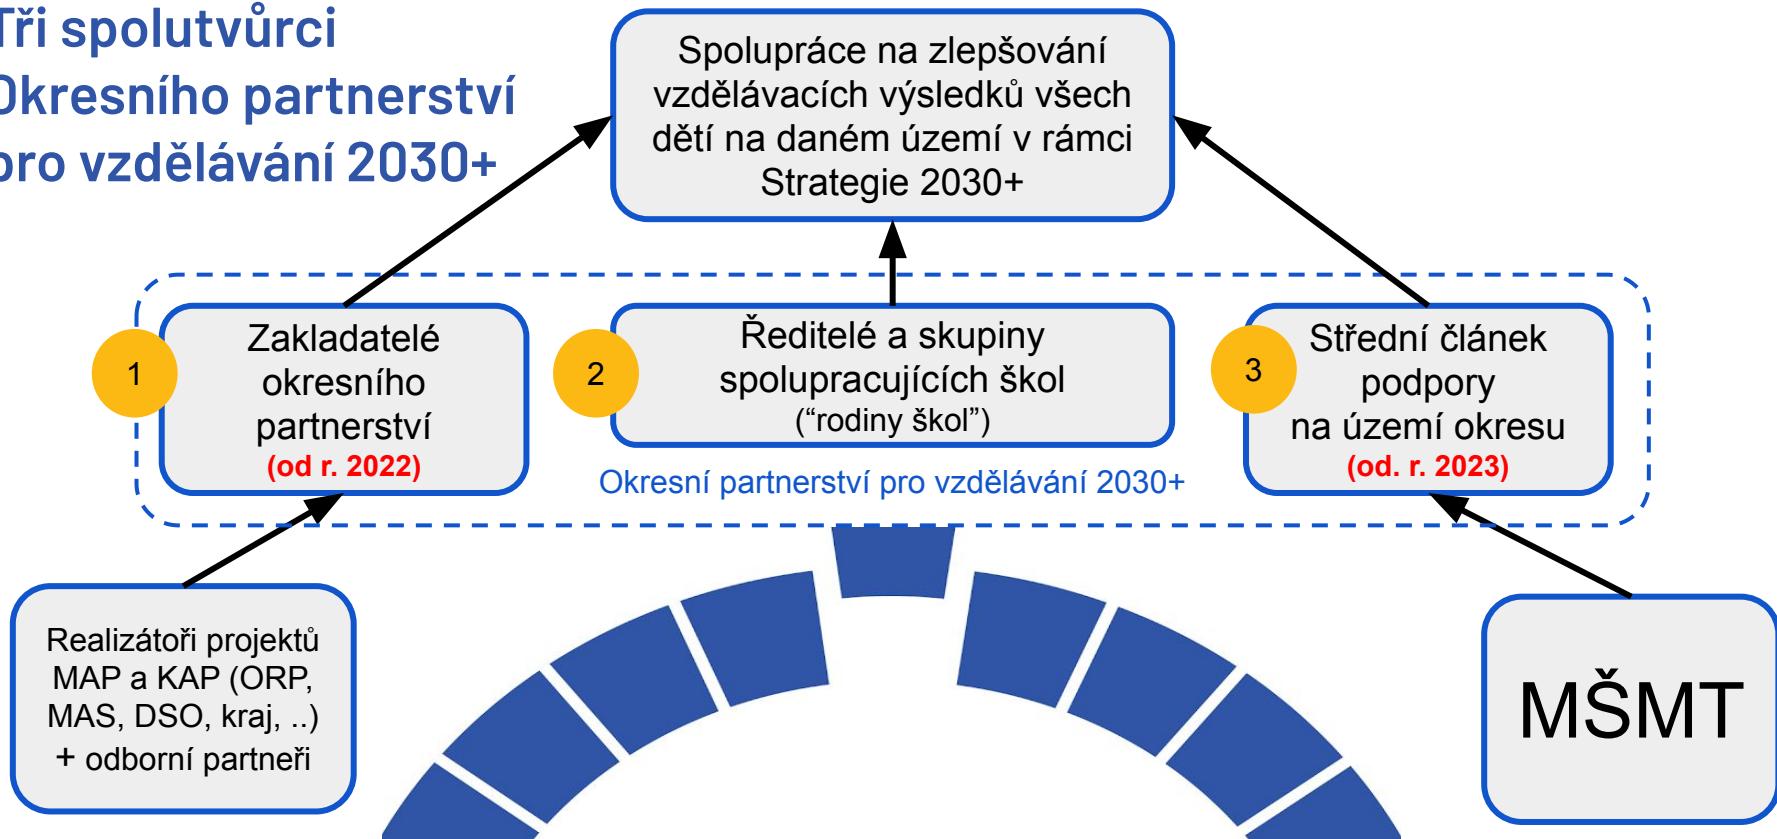 Tři spolutvůrci
Okresního partnerství
pro vzdělávání 2030+
Spolupráce na zlepšování
vzdělávacích výsledků všech
dětí na daném území v rámci
Strategie 2030+
1
Zakladatelé
okresního
partnerství
(od r. 2022)
2
Ředitelé a skupiny
spolupracujících škol
(“rodiny škol”)
3
Střední článek
podpory
na území okresu
(od. r. 2023)
Okresní partnerství pro vzdělávání 2030+
Realizátoři projektů
MAP a KAP (ORP,
MAS, DSO, kraj, ..)
+ odborní partneři
MŠMT